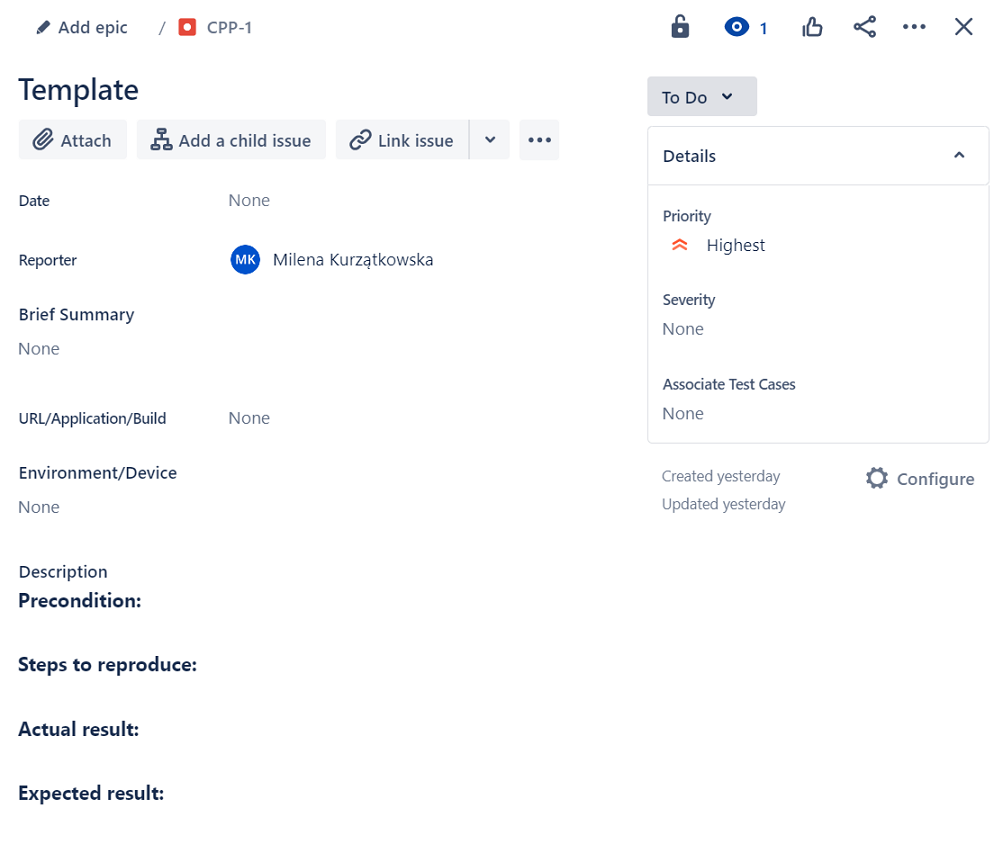 Add epic / CPP-1
1
Template
To Do
Attach Add a child issue Link issue
Details
Date None
Priority
Highest
Reporter MK Milena Kurzątkowska
Severity
None
Brief Summary
None
Associate Test Cases
None
URL/Application/Build None
Environment/Device
None
Created yesterday
Configure
Updated yesterday
Description
Precondition:
Steps to reproduce:
Actual result:
Expected result: